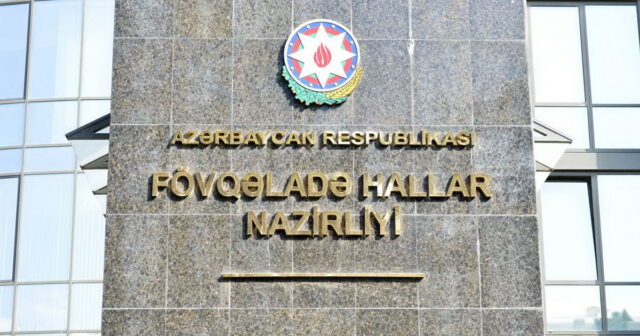 AZƏRBAYCAN RESPUBLİKASI
FÖVQƏLADƏ HALLAR
NAZİRLİYİ